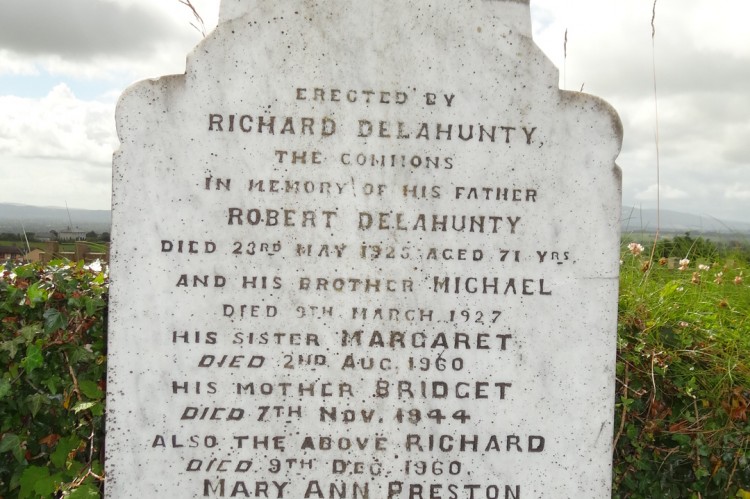 ERECTED BY
RICHARD DELAHUNTY,
THE COMMONS
IN MEMORY OF HIS FATHER
ROBERT DELAHUNTY
DIED 23RD MAY 1925 AGED 71 YRS.
AND HIS BROTHER MICHAEL
DIED 9TH MARCH 1927
HIS SISTER MARGARET
DIED 2ND AUG 1960
HIS MOTHER BRIDGET
DIED 7TH NOV. 1944
ALSO THE ABOVE RICHARD
DIED 9TH DEC 1960.
MARY ANN PRESTON